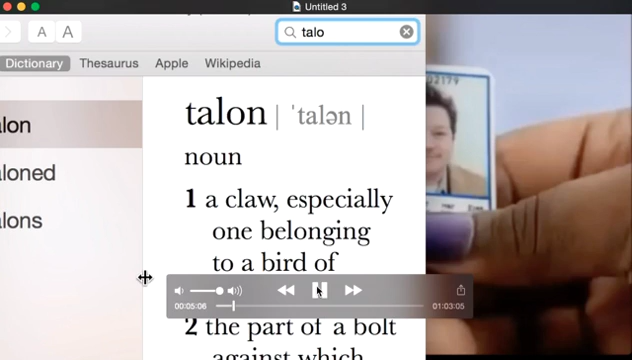 Untitled 3
A A
talo
Dictionary Thesaurus Apple Wikipedia
alon
aloned
alons
talon | ˈtalən |
noun
1 a claw, especially
one belonging
to a bird of
00:05:06
01:03:05
2 the part of a bolt
against which
02179